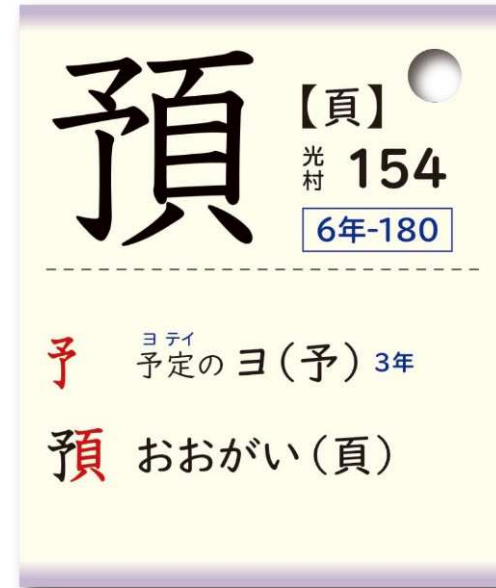 預
【頁】
光村 154
6年-180
ヨ テイ
予 予定の ヨ(予) 3年
預 おおがい(頁)